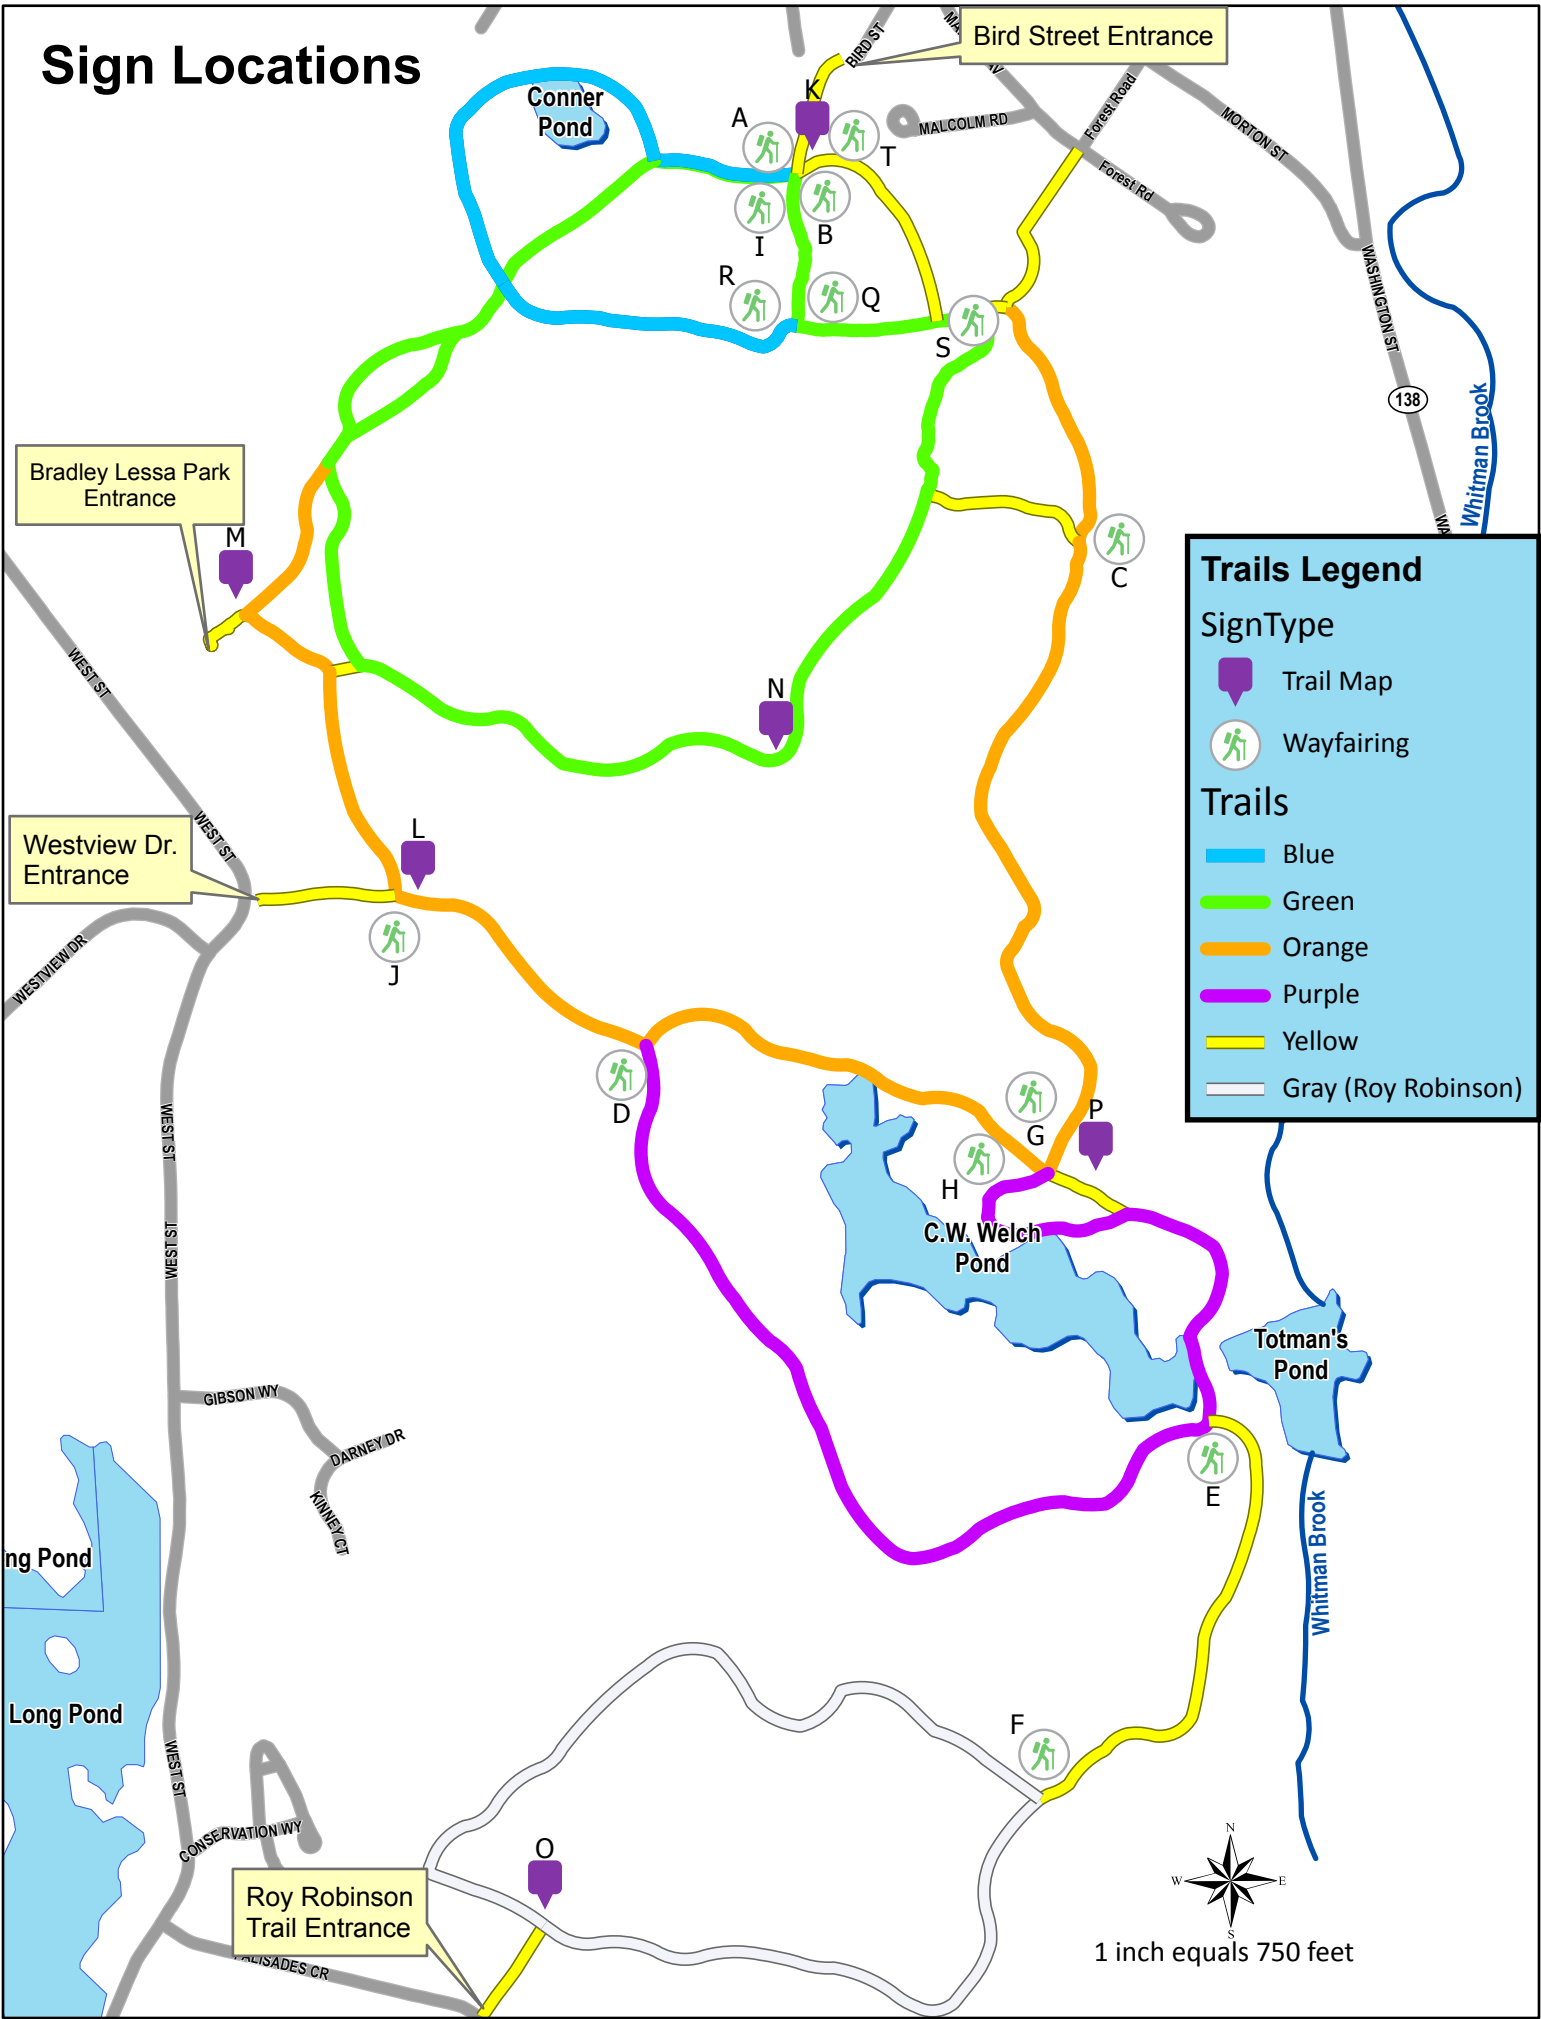 Sign Locations
Bird Street Entrance
BIRD ST
AV
Conner
Pond
K
A
T
MALCOLM RD
Forest Road
MORTON ST
Forest Rd
I
B
R
Q
S
WASHINGTON ST
138
Whitman Brook
Bradley Lessa Park
Entrance
M
C
WA
Trails Legend
SignType
Trail Map
Wayfairing
Trails
Blue
Green
Orange
Purple
Yellow
Gray (Roy Robinson)
WEST ST
N
WEST ST
L
Westview Dr.
Entrance
J
WESTVIEW DR
D
G
P
H
WEST ST
C.W. Welch
Pond
WEST ST
Totman's
Pond
GIBSON WY
DARNEY DR
KINNEY CT
E
Whitman Brook
ng Pond
Long Pond
F
WEST ST
CONSERVATION WY
O
Roy Robinson
Trail Entrance
ALISADES CR
N
W
E
S
1 inch equals 750 feet